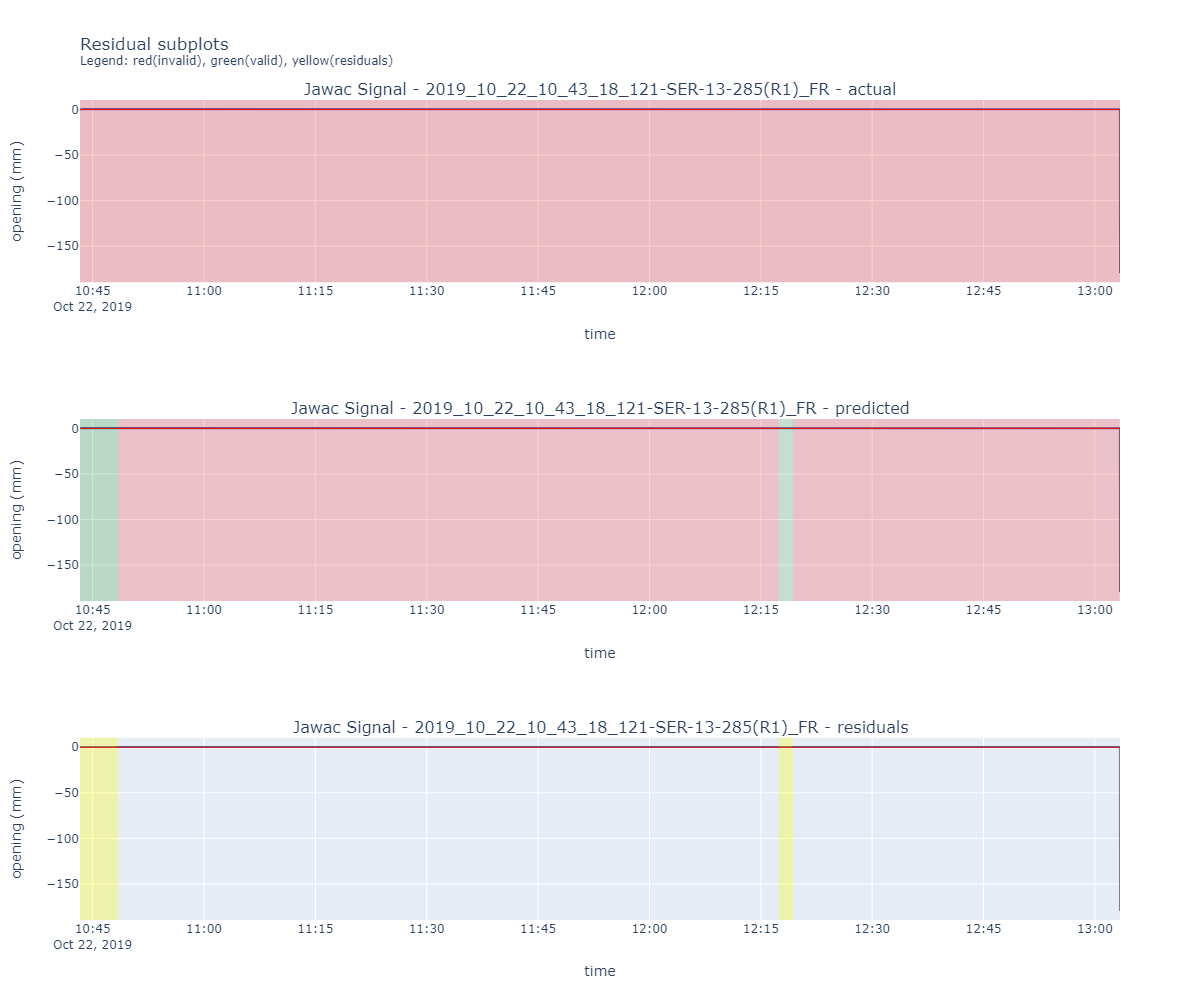 Residual subplots
Legend: red(invalid), green(valid), yellow(residuals)
Jawac Signal - 2019_10_22_10_43_18_121-SER-13-285(R1)_FR - actual
opening (mm)
0
−50
−100
−150
10:45 11:00 11:15 11:30 11:45 12:00 12:15 12:30 12:45 13:00
Oct 22, 2019
time
Jawac Signal - 2019_10_22_10_43_18_121-SER-13-285(R1)_FR - predicted
opening (mm)
0
−50
−100
−150
10:45 11:00 11:15 11:30 11:45 12:00 12:15 12:30 12:45 13:00
Oct 22, 2019
time
Jawac Signal - 2019_10_22_10_43_18_121-SER-13-285(R1)_FR - residuals
opening (mm)
0
−50
−100
−150
10:45 11:00 11:15 11:30 11:45 12:00 12:15 12:30 12:45 13:00
Oct 22, 2019
time